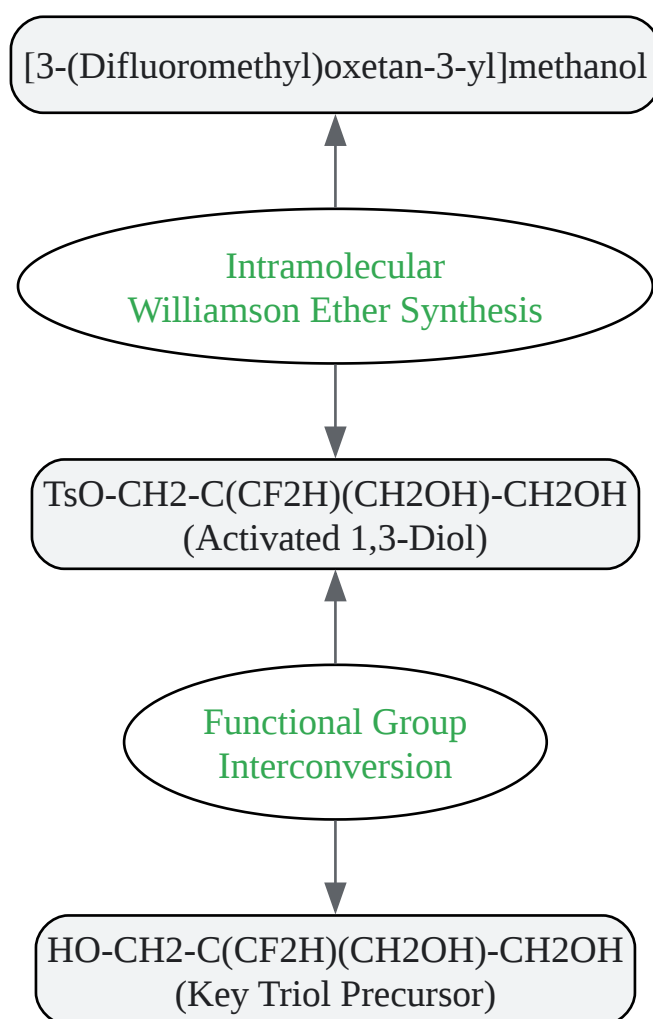 [3-(Difluoromethyl)oxetan-3-yl]methanol
Intramolecular
Williamson Ether Synthesis
TsO-CH2-C(CF2H)(CH2OH)-CH2OH
(Activated 1,3-Diol)
Functional Group
Interconversion
HO-CH2-C(CF2H)(CH2OH)-CH2OH
(Key Triol Precursor)